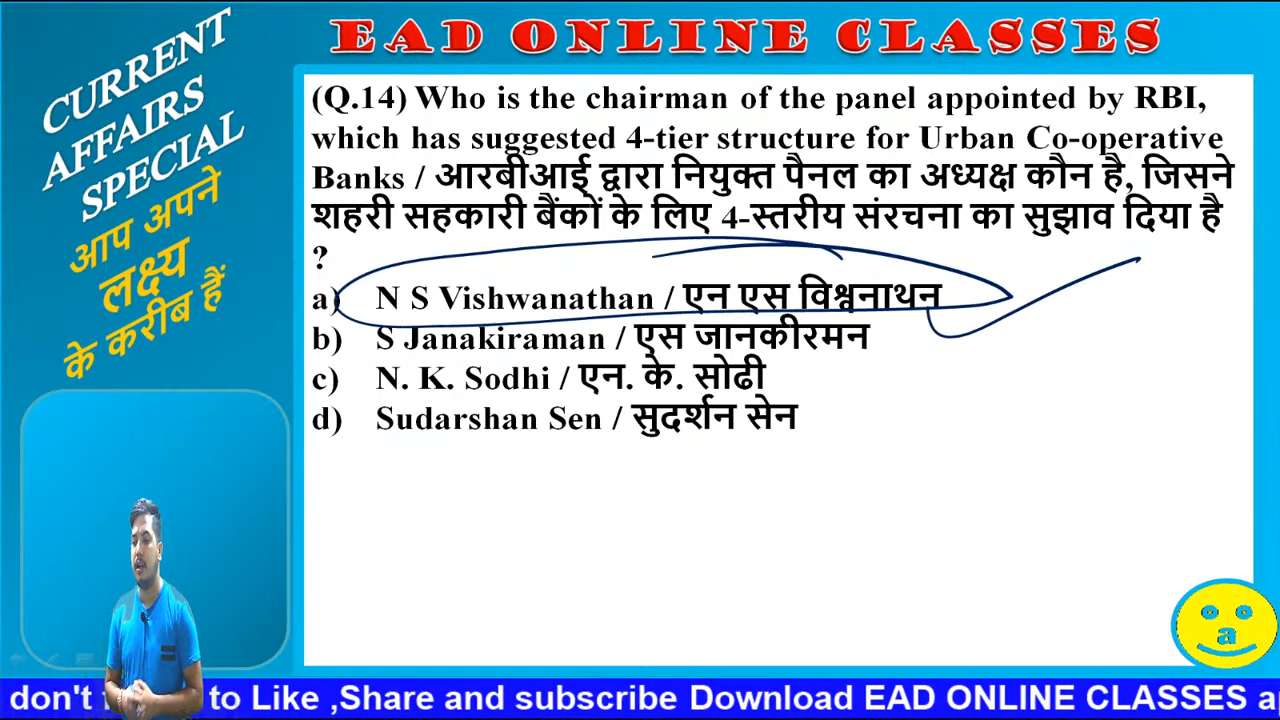 EAD ONLINE CLASSES
CURRENT
AFFAIRS
SPECIAL
आप अपने
लक्ष्य
के करीब हैं
(Q.14) Who is the chairman of the panel appointed by RBI,
which has suggested 4-tier structure for Urban Co-operative
Banks / आरबीआई द्वारा नियुक्त पैनल का अध्यक्ष कौन है, जिसने
शहरी सहकारी बैंकों के लिए 4-स्तरीय संरचना का सुझाव दिया है
?
a) N S Vishwanathan / एन एस विश्वनाथन
b) S Janakiraman / एस जानकीरमन
c) N. K. Sodhi / एन. के. सोढी
d) Sudarshan Sen / सुदर्शन सेन
a
don't to Like ,Share and subscribe Download EAD ONLINE CLASSES